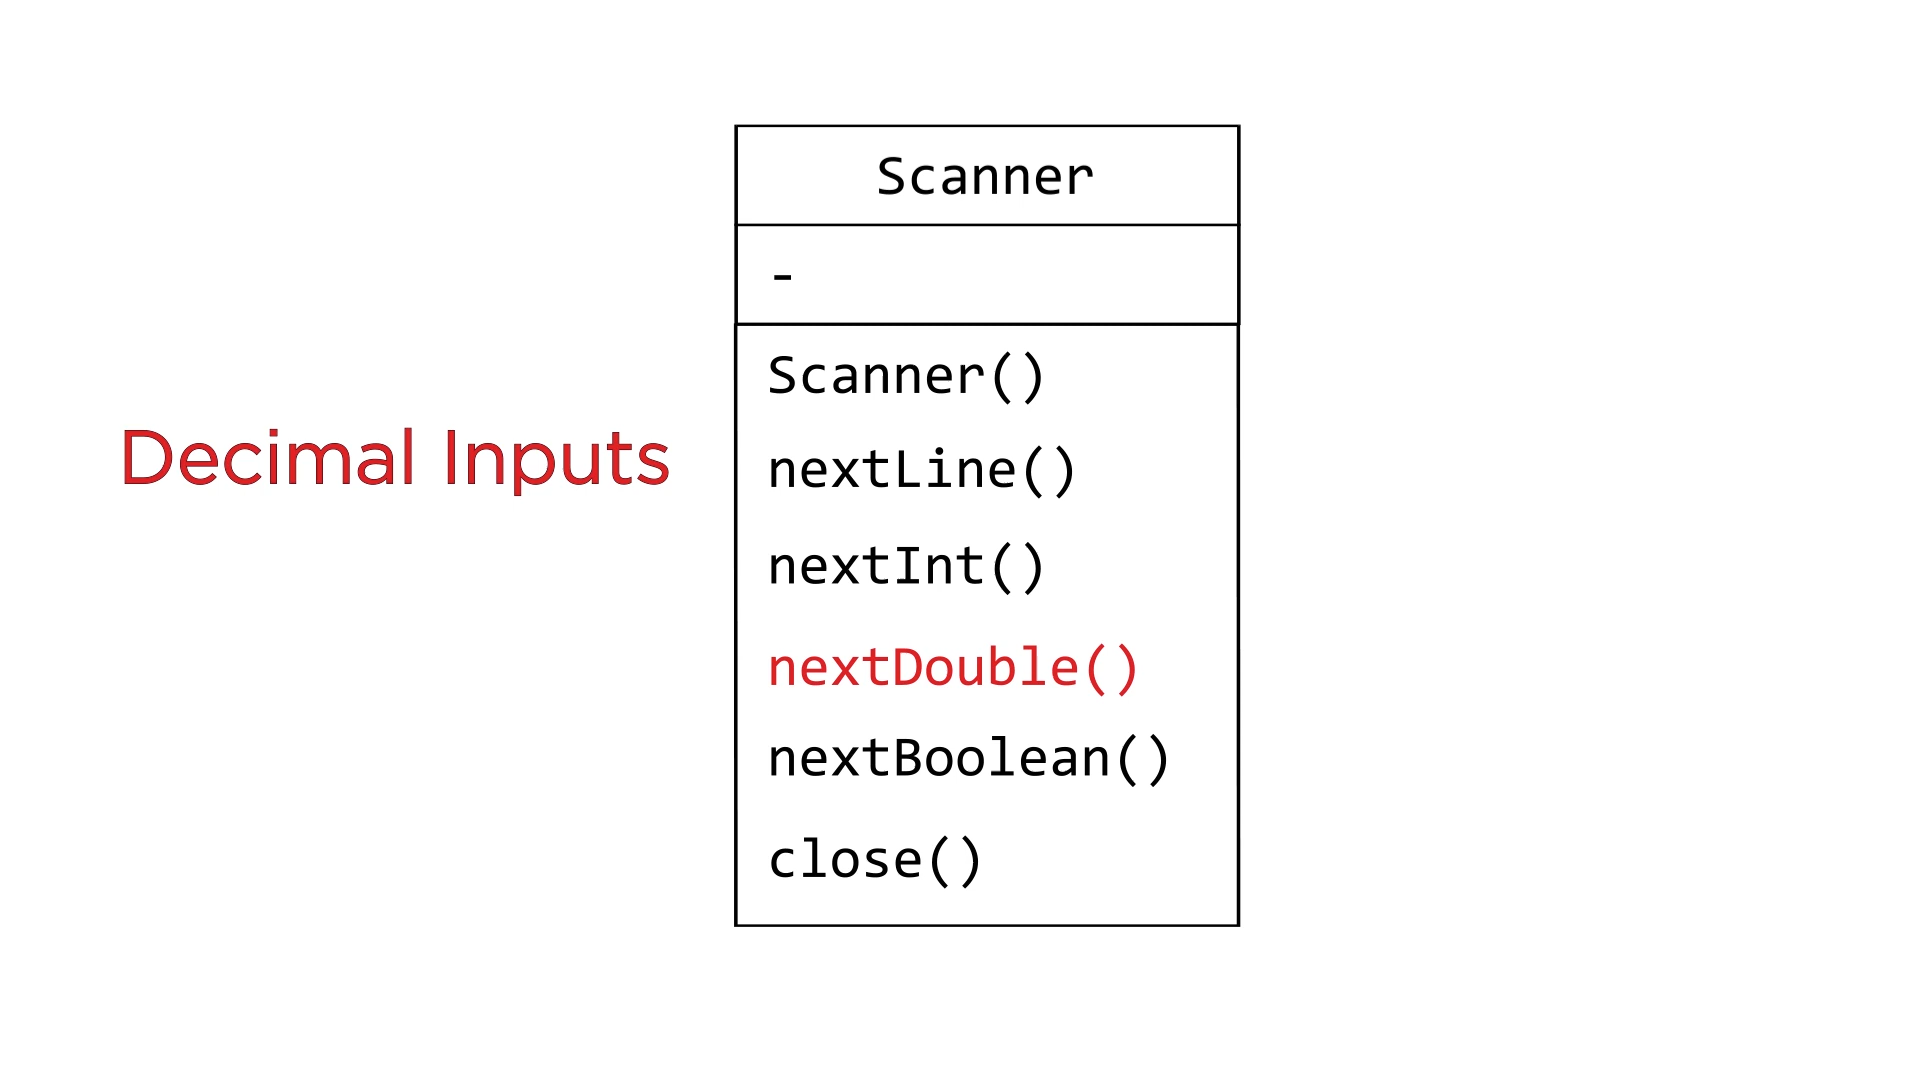 Scanner
-
Scanner()
Decimal Inputs
nextLine()
nextInt()
nextDouble()
nextBoolean()
close()